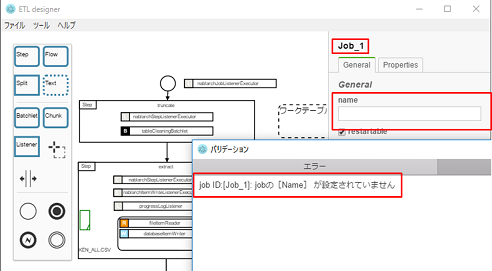 ETL designer
ファイル ツール ヘルプ
Step Flow
Split Text
Batchlet Chunk
Listener
nablarchJobListenerExecutor
Step truncate
nablarchStepListenerExecutor
B tableCleaningBatchlet
Step extract
nablarchStepListenerExecutor
nablarchItemWriteListenerExecutor
progressLogListener
fileItemReader
databaseItemWriter
KEN_ALL.CSV
ワークテーブル
Job_1
General Properties
General
name
restartable
バリデーション
エラー
job ID:[Job_1]: jobの［Name］ が設定されていません